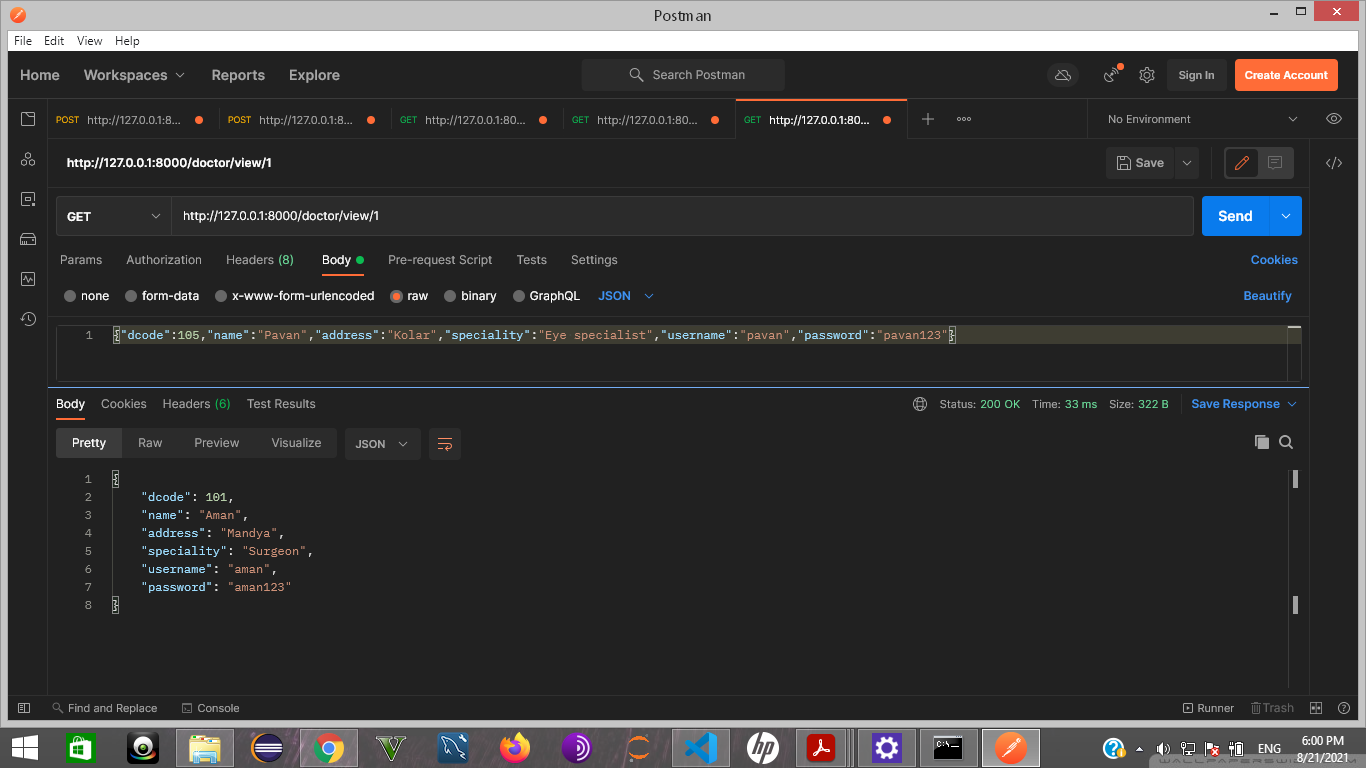 Postman
File Edit View Help
Home Workspaces Reports Explore Search Postman Sign In Create Account
POST http://127.0.0.1:8... POST http://127.0.0.1:8... GET http://127.0.0.1:80... GET http://127.0.0.1:80... GET http://127.0.0.1:80... No Environment
http://127.0.0.1:8000/doctor/view/1 Save
GET http://127.0.0.1:8000/doctor/view/1 Send
Params Authorization Headers (8) Body Pre-request Script Tests Settings Cookies
none form-data x-www-form-urlencoded raw binary GraphQL JSON Beautify
1 {"dcode":105,"name":"Pavan","address":"Kolar","speciality":"Eye specialist","username":"pavan","password":"pavan123"}
Body Cookies Headers (6) Test Results Status: 200 OK Time: 33 ms Size: 322 B Save Response
Pretty Raw Preview Visualize JSON
1 {
2 "dcode": 101,
3 "name": "Aman",
4 "address": "Mandya",
5 "speciality": "Surgeon",
6 "username": "aman",
7 "password": "aman123"
8 }
Find and Replace Console Runner Trash
ENG 6:00 PM
8/21/2021